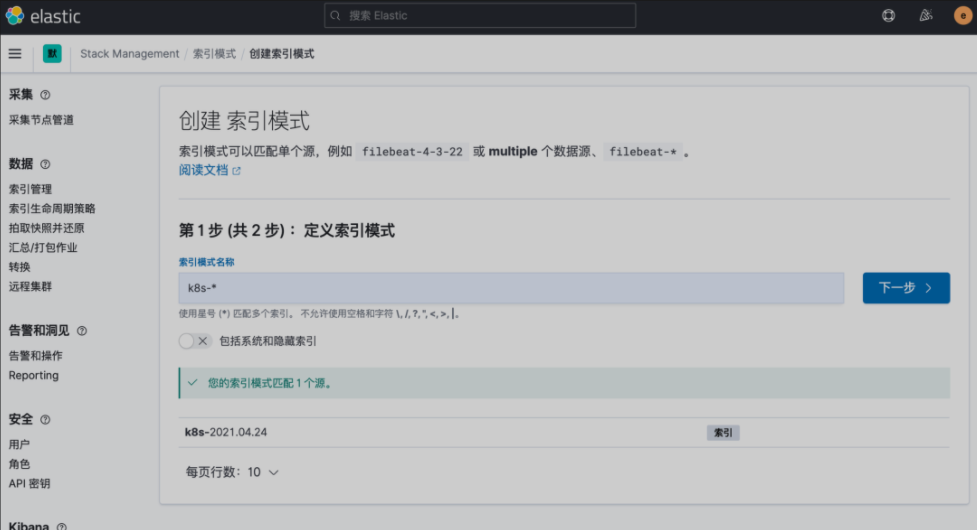 elastic
搜索 Elastic
e
默
Stack Management / 索引模式 / 创建索引模式
采集
采集节点管道
数据
索引管理
索引生命周期策略
拍取快照并还原
汇总/打包作业
转换
远程集群
告警和洞见
告警和操作
Reporting
安全
用户
角色
API 密钥
Kibana
创建 索引模式
索引模式可以匹配单个源，例如 filebeat-4-3-22 或 multiple 个数据源、 filebeat-* 。
阅读文档
第 1 步 (共 2 步)： 定义索引模式
索引模式名称
k8s-*
下一步
使用星号 (*) 匹配多个索引。 不允许使用空格和字符 \, /, ?, ", <, >, |。
包括系统和隐藏索引
您的索引模式匹配 1 个源。
k8s-2021.04.24
索引
每页行数：10